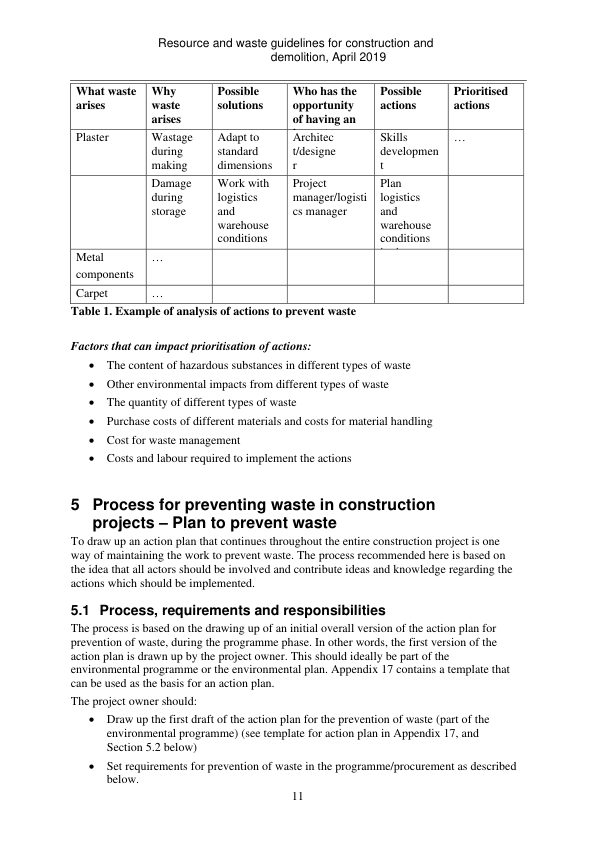 Resource and waste guidelines for construction and
demolition, April 2019
What waste arises | Why waste arises | Possible solutions | Who has the opportunity of having an | Possible actions | Prioritised actions
Plaster | Wastage during making | Adapt to standard dimensions | Architec t/designe r | Skills developmen t | …
Damage during storage | Work with logistics and warehouse conditions | Project manager/logisti cs manager | Plan logistics and warehouse conditions
Metal components | …
Carpet | …
Table 1. Example of analysis of actions to prevent waste
Factors that can impact prioritisation of actions:
• The content of hazardous substances in different types of waste
• Other environmental impacts from different types of waste
• The quantity of different types of waste
• Purchase costs of different materials and costs for material handling
• Cost for waste management
• Costs and labour required to implement the actions
5 Process for preventing waste in construction
projects – Plan to prevent waste
To draw up an action plan that continues throughout the entire construction project is one
way of maintaining the work to prevent waste. The process recommended here is based on
the idea that all actors should be involved and contribute ideas and knowledge regarding the
actions which should be implemented.
5.1 Process, requirements and responsibilities
The process is based on the drawing up of an initial overall version of the action plan for
prevention of waste, during the programme phase. In other words, the first version of the
action plan is drawn up by the project owner. This should ideally be part of the
environmental programme or the environmental plan. Appendix 17 contains a template that
can be used as the basis for an action plan.
The project owner should:
• Draw up the first draft of the action plan for the prevention of waste (part of the
environmental programme) (see template for action plan in Appendix 17, and
Section 5.2 below)
• Set requirements for prevention of waste in the programme/procurement as described
below.
11